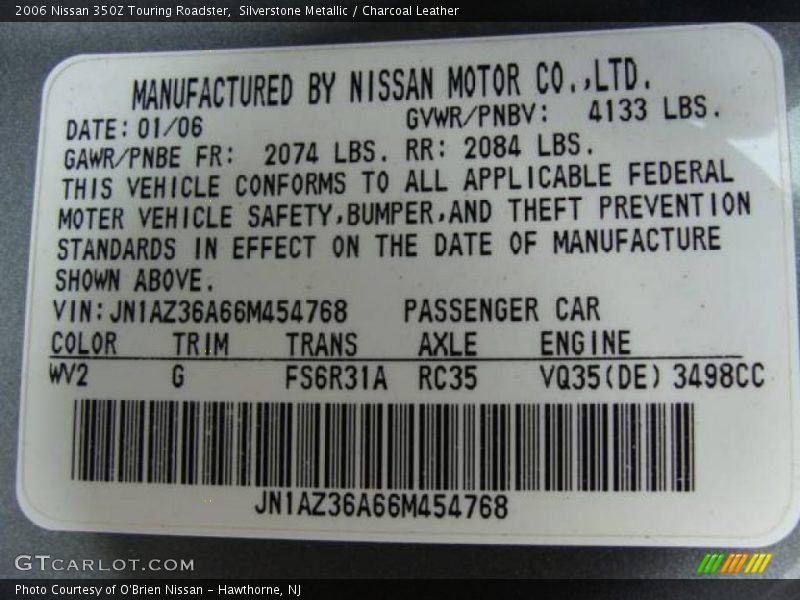 2006 Nissan 350Z Touring Roadster,  Silverstone Metallic / Charcoal Leather
MANUFACTURED BY NISSAN MOTOR CO.,LTD.
DATE: 01/06 GVWR/PNBV: 4133 LBS.
GAWR/PNBE FR: 2074 LBS. RR: 2084 LBS.
THIS VEHICLE CONFORMS TO ALL APPLICABLE FEDERAL
MOTER VEHICLE SAFETY,BUMPER,AND THEFT PREVENTION
STANDARDS IN EFFECT ON THE DATE OF MANUFACTURE
SHOWN ABOVE.
VIN: JN1AZ36A66M454768 PASSENGER CAR
COLOR TRIM TRANS AXLE ENGINE
WV2 G FS6R31A RC35 VQ35(DE) 3498CC
JN1AZ36A66M454768
GTCARLOT.COM
Photo Courtesy of O'Brien Nissan - Hawthorne, NJ